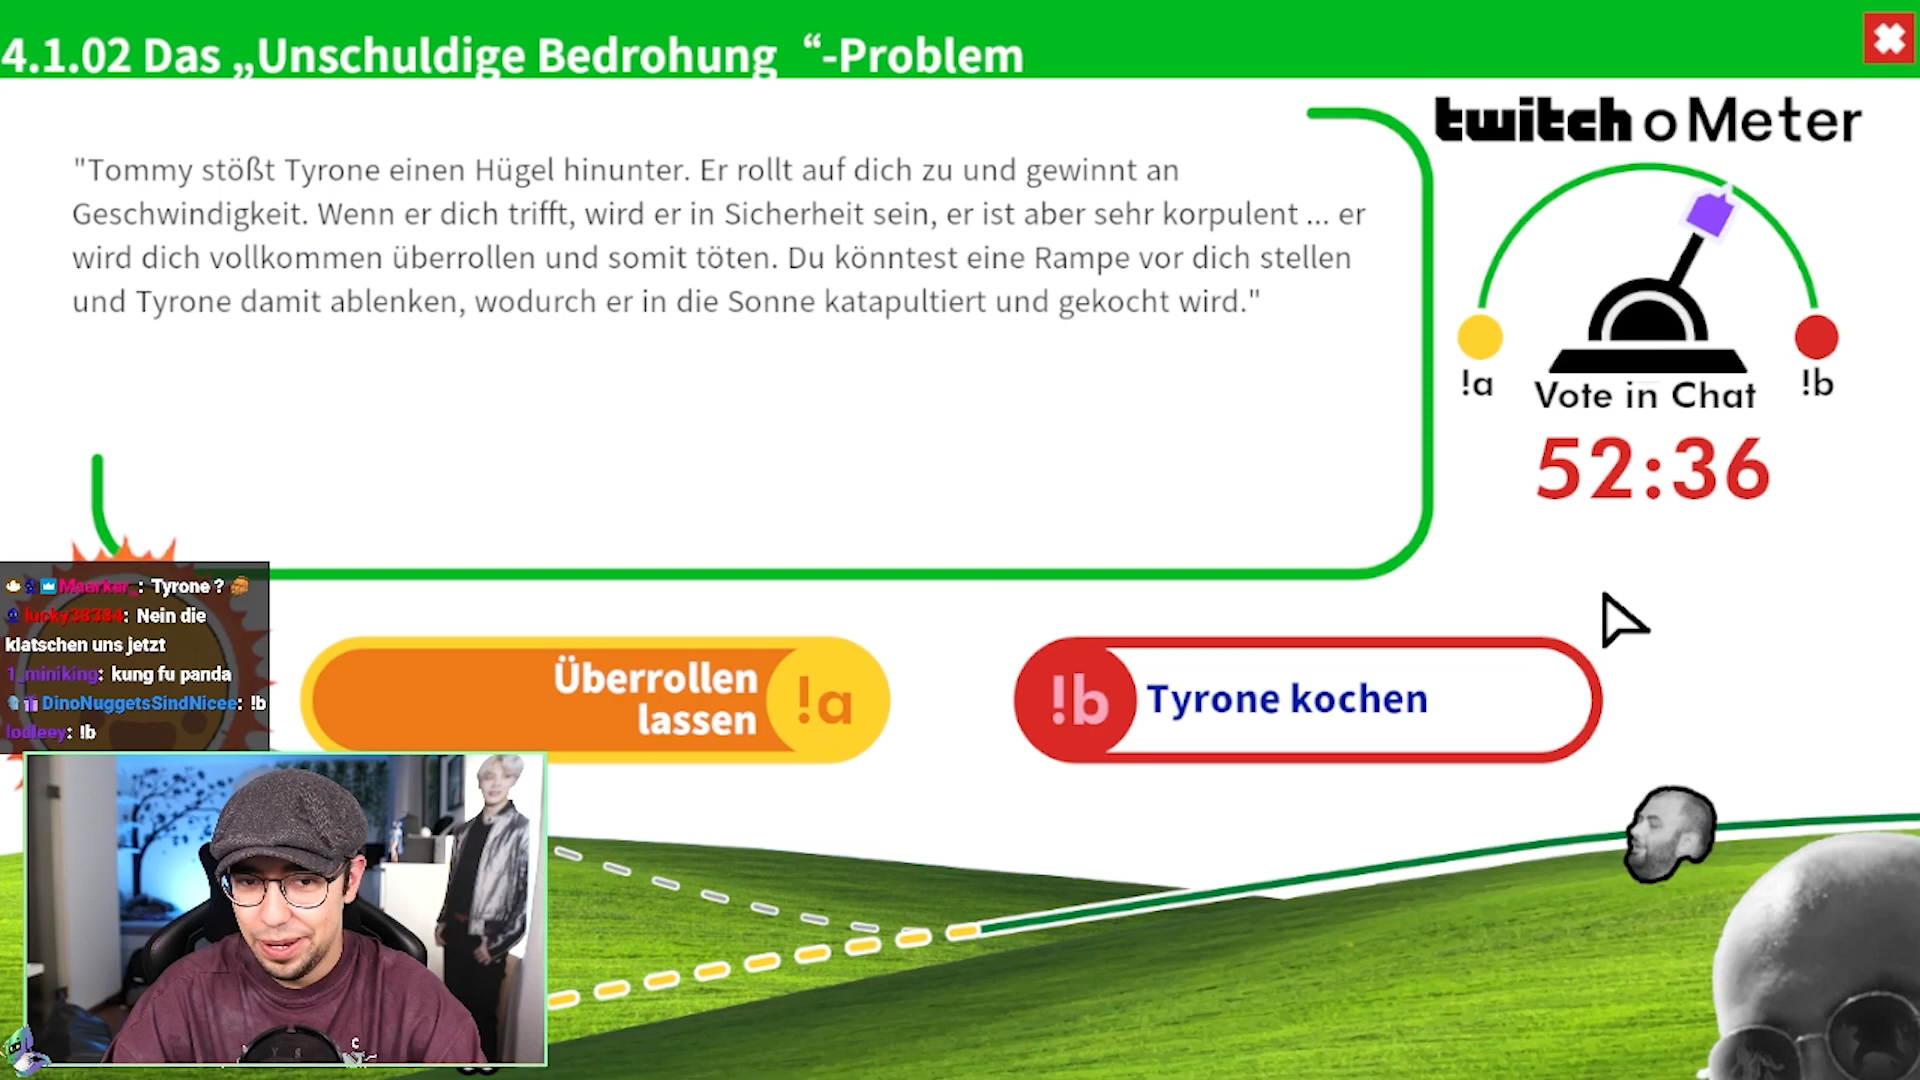 4.1.02 Das „Unschuldige Bedrohung “-Problem
"Tommy stößt Tyrone einen Hügel hinunter. Er rollt auf dich zu und gewinnt an
Geschwindigkeit. Wenn er dich trifft, wird er in Sicherheit sein, er ist aber sehr korpulent ... er
wird dich vollkommen überrollen und somit töten. Du könntest eine Rampe vor dich stellen
und Tyrone damit ablenken, wodurch er in die Sonne katapultiert und gekocht wird."
twitch o Meter
!a
!b
Vote in Chat
52:36
Maarkar_: Tyrone ?
lucky38384: Nein die
klatschen uns jetzt
1_miniking: kung fu panda
DinoNuggetsSindNicee: !b
lodleey: !b
Überrollen
lassen
!a
!b
Tyrone kochen